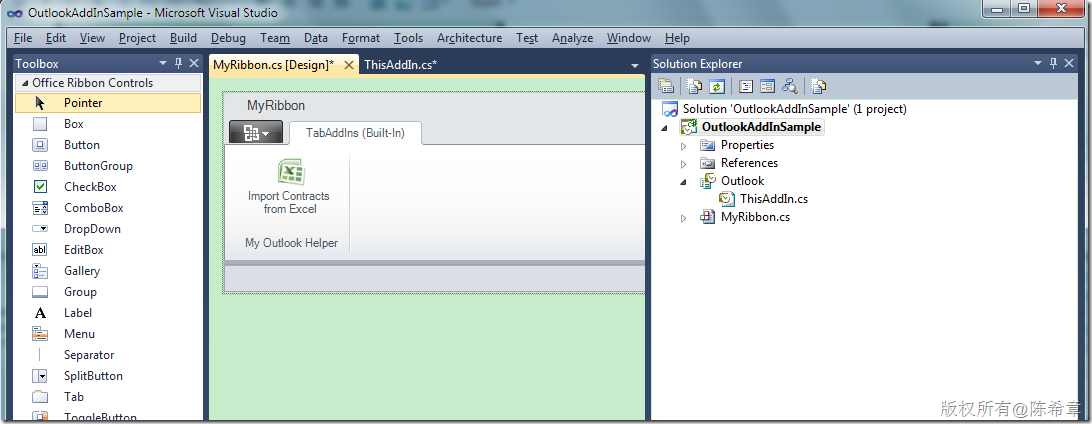 OutlookAddInSample - Microsoft Visual Studio
File Edit View Project Build Debug Team Data Format Tools Architecture Test Analyze Window Help
Toolbox
Office Ribbon Controls
Pointer
Box
Button
ButtonGroup
CheckBox
ComboBox
DropDown
EditBox
Gallery
Group
Label
Menu
Separator
SplitButton
Tab
ToggleButton
MyRibbon.cs [Design]* ThisAddIn.cs*
MyRibbon
TabAddIns (Built-In)
Import Contracts
from Excel
My Outlook Helper
Solution Explorer
Solution 'OutlookAddInSample' (1 project)
OutlookAddInSample
Properties
References
Outlook
ThisAddIn.cs
MyRibbon.cs
版权所有@陈希章